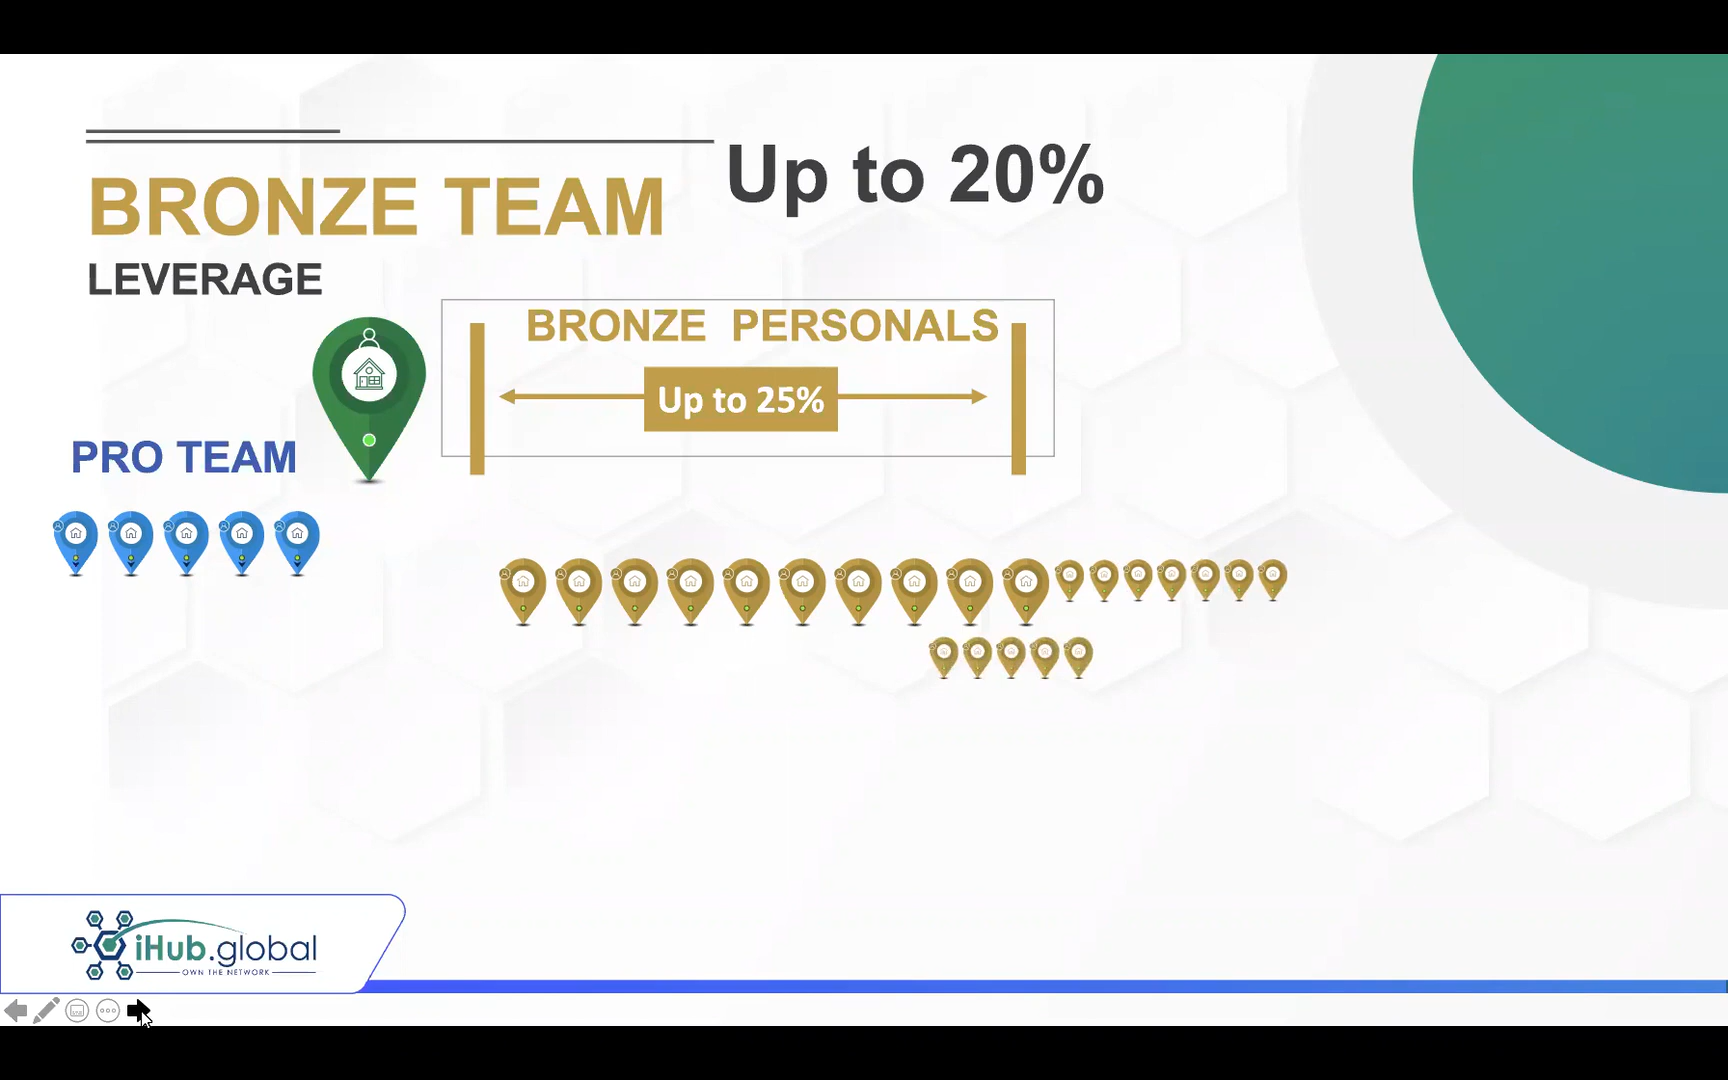 Up to 20%
BRONZE TEAM
LEVERAGE
BRONZE PERSONALS
Up to 25%
PRO TEAM
iHub.global
OWN THE NETWORK